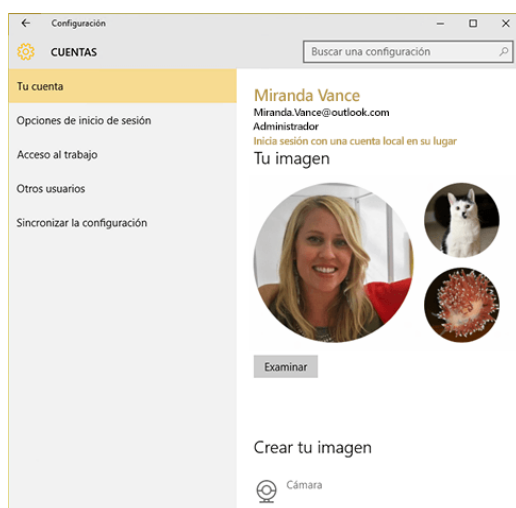 Configuración
CUENTAS
Buscar una configuración
Tu cuenta
Opciones de inicio de sesión
Acceso al trabajo
Otros usuarios
Sincronizar la configuración
Miranda Vance
Miranda.Vance@outlook.com
Administrador
Inicia sesión con una cuenta local en su lugar
Tu imagen
Examinar
Crear tu imagen
Cámara